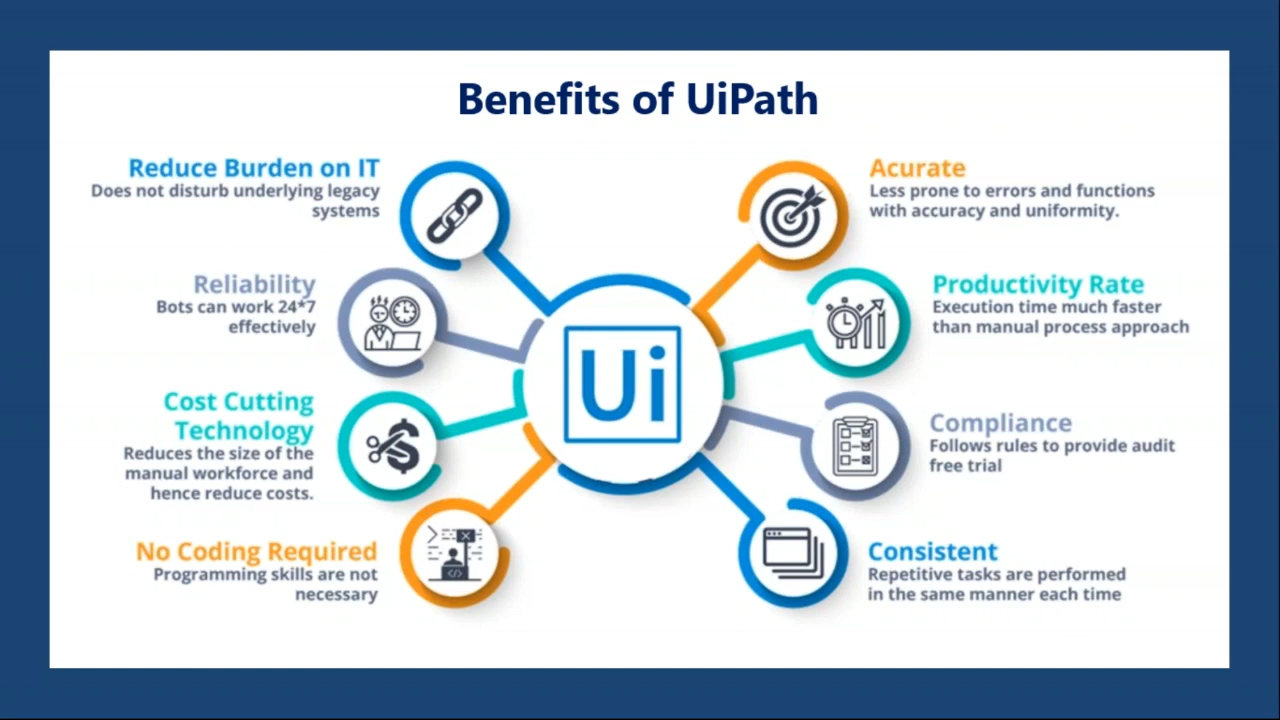 Benefits of UiPath
Reduce Burden on IT
Does not disturb underlying legacy
systems
Reliability
Bots can work 24*7
effectively
Cost Cutting
Technology
Reduces the size of the
manual workforce and
hence reduce costs.
No Coding Required
Programming skills are not
necessary
Ui
Acurate
Less prone to errors and functions
with accuracy and uniformity.
Productivity Rate
Execution time much faster
than manual process approach
Compliance
Follows rules to provide audit
free trial
Consistent
Repetitive tasks are performed
in the same manner each time